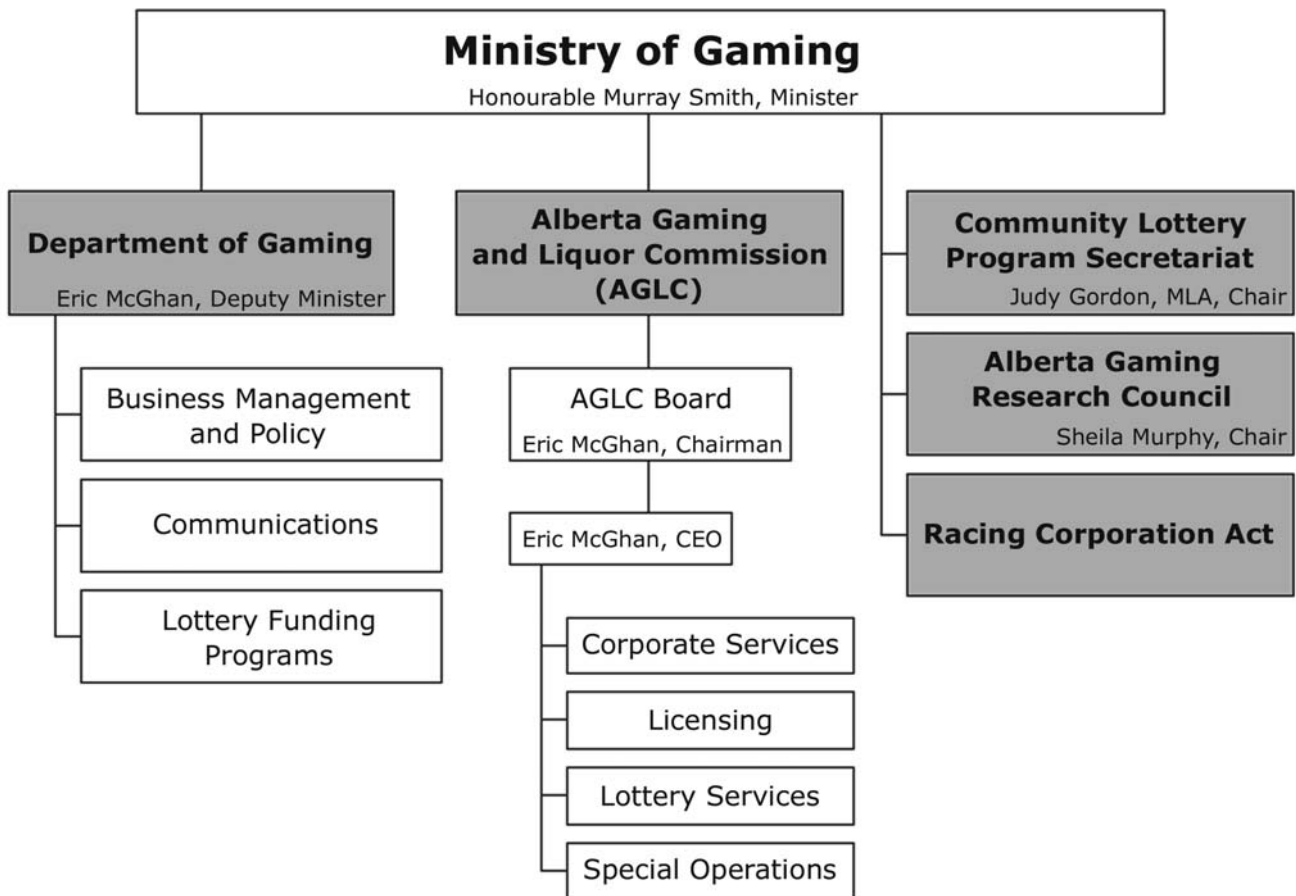 Ministry of Gaming
Honourable Murray Smith, Minister
Department of Gaming
Eric McGhan, Deputy Minister
Business Management
and Policy
Communications
Lottery Funding
Programs
Alberta Gaming
and Liquor Commission
(AGLC)
AGLC Board
Eric McGhan, Chairman
Eric McGhan, CEO
Corporate Services
Licensing
Lottery Services
Special Operations
Community Lottery
Program Secretariat
Judy Gordon, MLA, Chair
Alberta Gaming
Research Council
Sheila Murphy, Chair
Racing Corporation Act